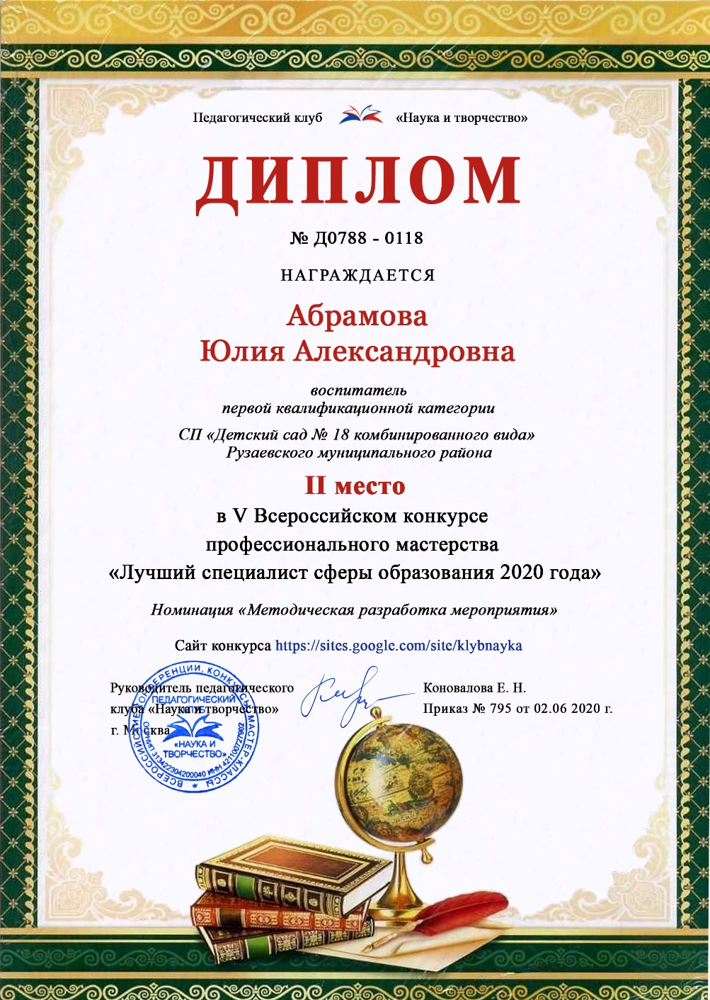 Педагогический клуб «Наука и творчество»
ДИПЛОМ
№ Д0788 - 0118
НАГРАЖДАЕТСЯ
Абрамова
Юлия Александровна
воспитатель
первой квалификационной категории
СП «Детский сад № 18 комбинированного вида»
Рузаевского муниципального района
II место
в V Всероссийском конкурсе
профессионального мастерства
«Лучший специалист сферы образования 2020 года»
Номинация «Методическая разработка мероприятия»
Сайт конкурса https://sites.google.com/site/klybnayka
Руководитель педагогического
клуба «Наука и творчество»
г. Москва
Коновалова Е. Н.
Приказ № 795 от 02.06 2020 г.
ВСЕРОССИЙСКИЕ КОНФЕРЕНЦИИ, КОНКУРСЫ, МАСТЕР-КЛАССЫ
313422304200040 ИНН 421100727902
ПЕДАГОГИЧЕСКИЙ
КЛУБ
«НАУКА И
ТВОРЧЕСТВО»